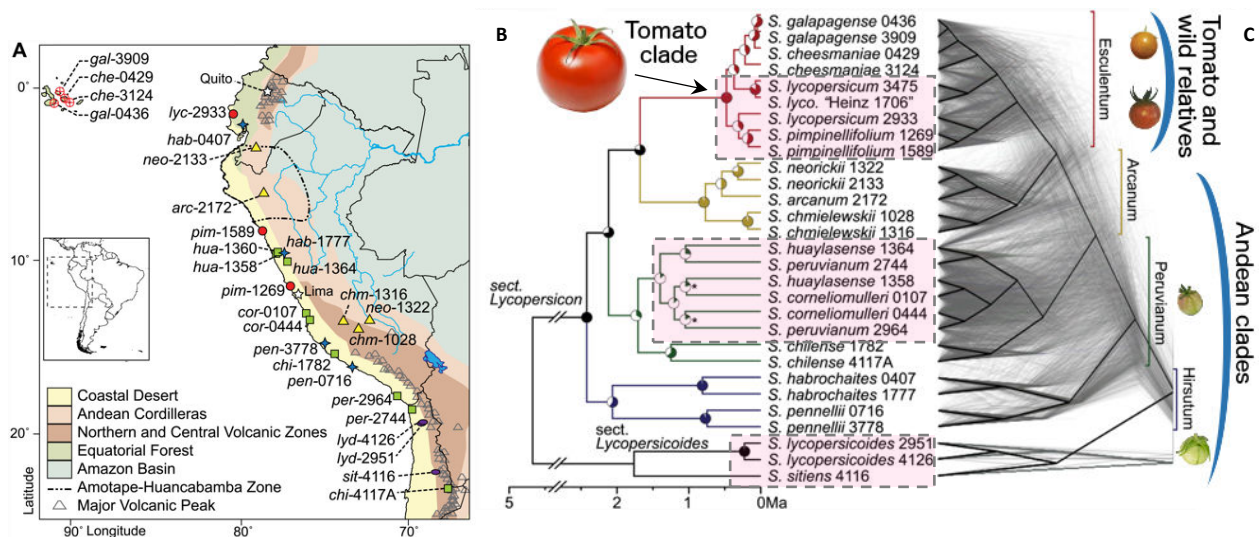 A
gal-3909
che-0429
che-3124
gal-0436
0°
10°
20°
Latitude
Quito
lyc-2933
hab-0407
neo-2133
arc-2172
pim-1589
hua-1360
hua-1358
hab-1777
hua-1364
pim-1269
Lima
chm-1316
neo-1322
cor-0107
cor-0444
chm-1028
pen-3778
chi-1782
pen-0716
per-2964
per-2744
lyd-4126
lyd-2951
sit-4116
chi-4117A
Coastal Desert
Andean Cordilleras
Northern and Central Volcanic Zones
Equatorial Forest
Amazon Basin
Amotape-Huancabamba Zone
Major Volcanic Peak
90° Longitude
80°
70°
B
Tomato
clade
S. galapagense 0436
S. galapagense 3909
S. cheesmaniae 0429
S. cheesmaniae 3124
S. lycopersicum 3475
S. lyco. "Heinz 1706"
S. lycopersicum 2933
S. pimpinellifolium 1269
S. pimpinellifolium 1589
S. neorickii 1322
S. neorickii 2133
S. arcanum 2172
S. chmielewskii 1028
S. chmielewskii 1316
S. huaylasense 1364
S. peruvianum 2744
S. huaylasense 1358
S. corneliomulleri 0107
S. corneliomulleri 0444
S. peruvianum 2964
S. chilense 1782
S. chilense 4117A
S. habrochaites 0407
S. habrochaites 1777
S. pennellii 0716
S. pennellii 3778
S. lycopersicoides 2951
S. lycopersicoides 4126
S. sitiens 4116
*
*
sect.
Lycopersicon
sect.
Lycopersicoides
5
2
1
0Ma
C
Esculentum
Arcanum
Peruvianum
Hirsutum
Tomato and
wild relatives
Andean clades